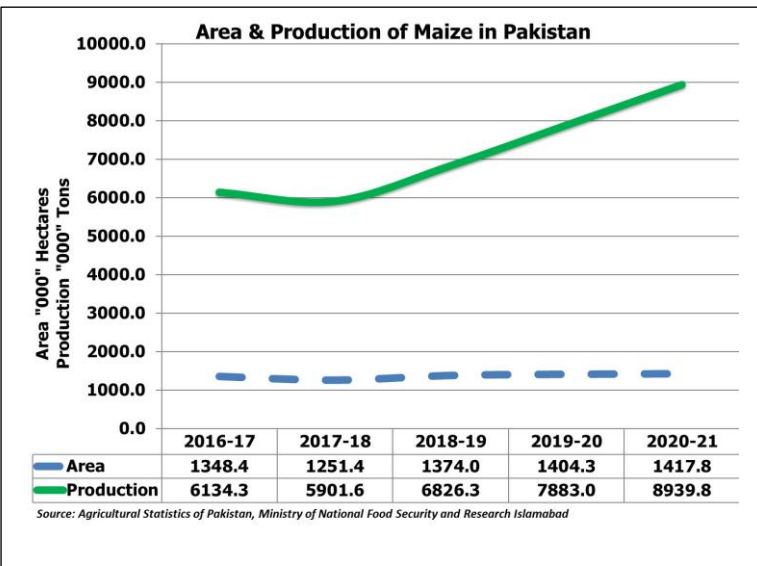 Area & Production of Maize in Pakistan
10000.0
9000.0
8000.0
7000.0
6000.0
5000.0
4000.0
3000.0
2000.0
1000.0
0.0
Area "000" Hectares
Production "000" Tons
2016-17 2017-18 2018-19 2019-20 2020-21
Area 1348.4 1251.4 1374.0 1404.3 1417.8
Production 6134.3 5901.6 6826.3 7883.0 8939.8
Source: Agricultural Statistics of Pakistan, Ministry of National Food Security and Research Islamabad